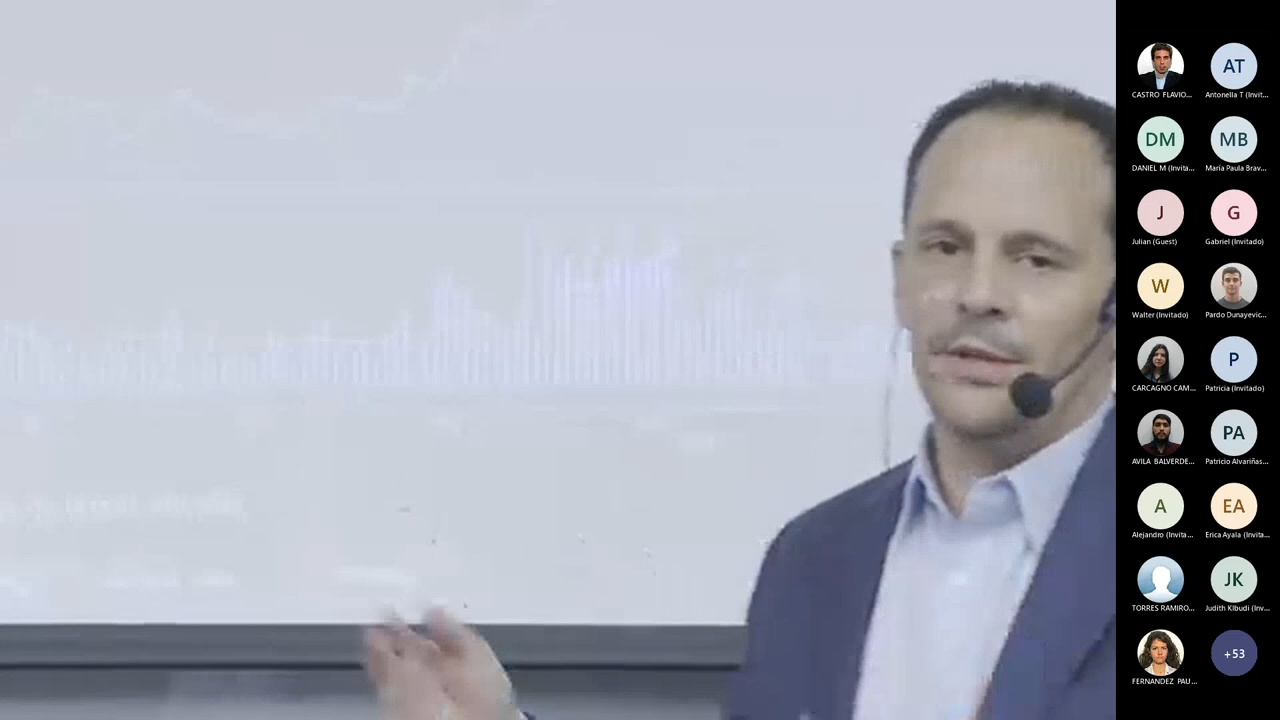 CASTRO FLAVIO...
AT
Antonella T (Invit...
DM
DANIEL M (Invita...
MB
María Paula Brav...
J
Julian (Guest)
G
Gabriel (Invitado)
W
Walter (Invitado)
Pardo Dunayevic...
CARCAGNO CAM...
P
Patricia (Invitado)
AVILA BALVERDE...
PA
Patricio Alvariñas...
A
Alejandro (Invita...
EA
Erica Ayala (Invita...
TORRES RAMIRO...
JK
Judith Klbudi (Inv...
FERNANDEZ PAU...
+53